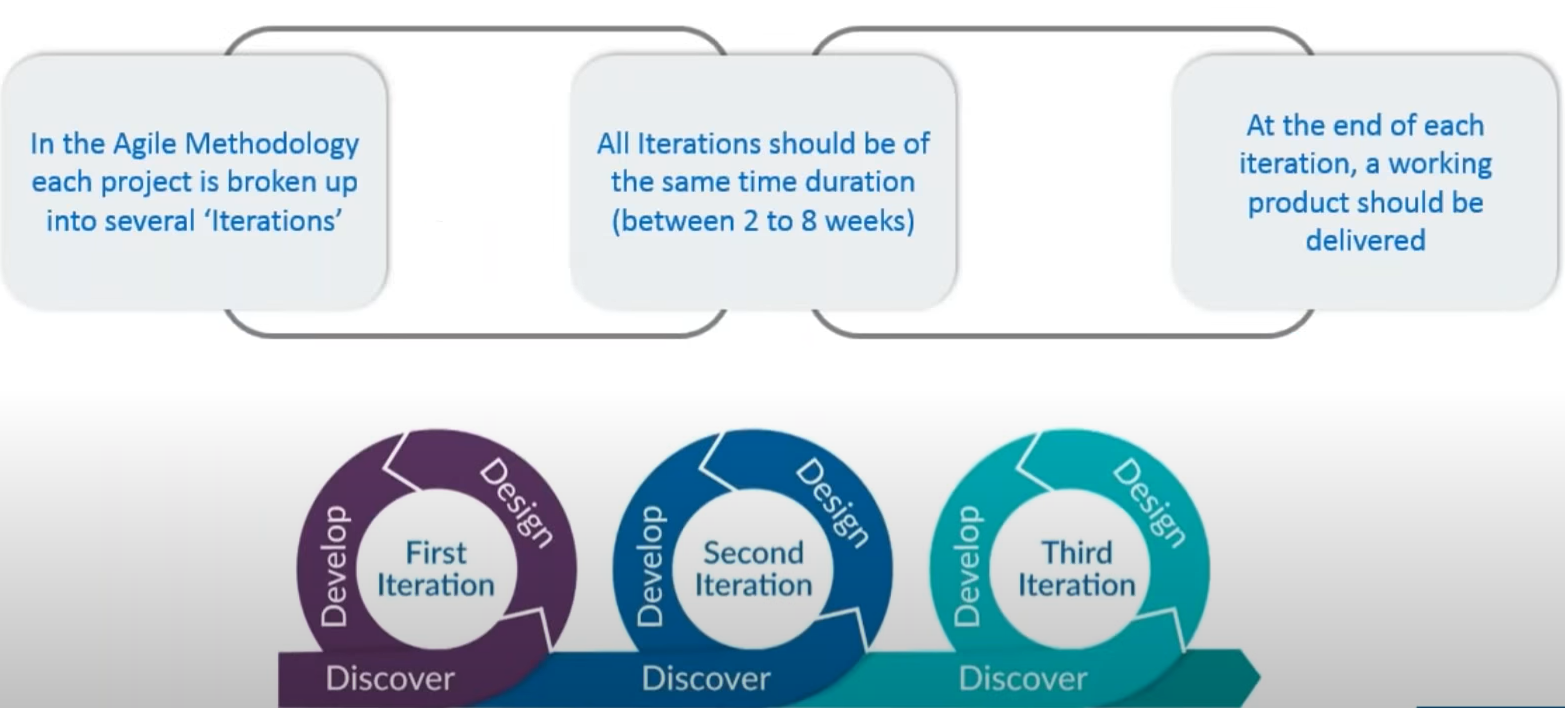 In the Agile Methodology
each project is broken up
into several ‘Iterations’
All Iterations should be of
the same time duration
(between 2 to 8 weeks)
At the end of each
iteration, a working
product should be
delivered
Develop
Design
First
Iteration
Discover
Develop
Design
Second
Iteration
Discover
Develop
Design
Third
Iteration
Discover